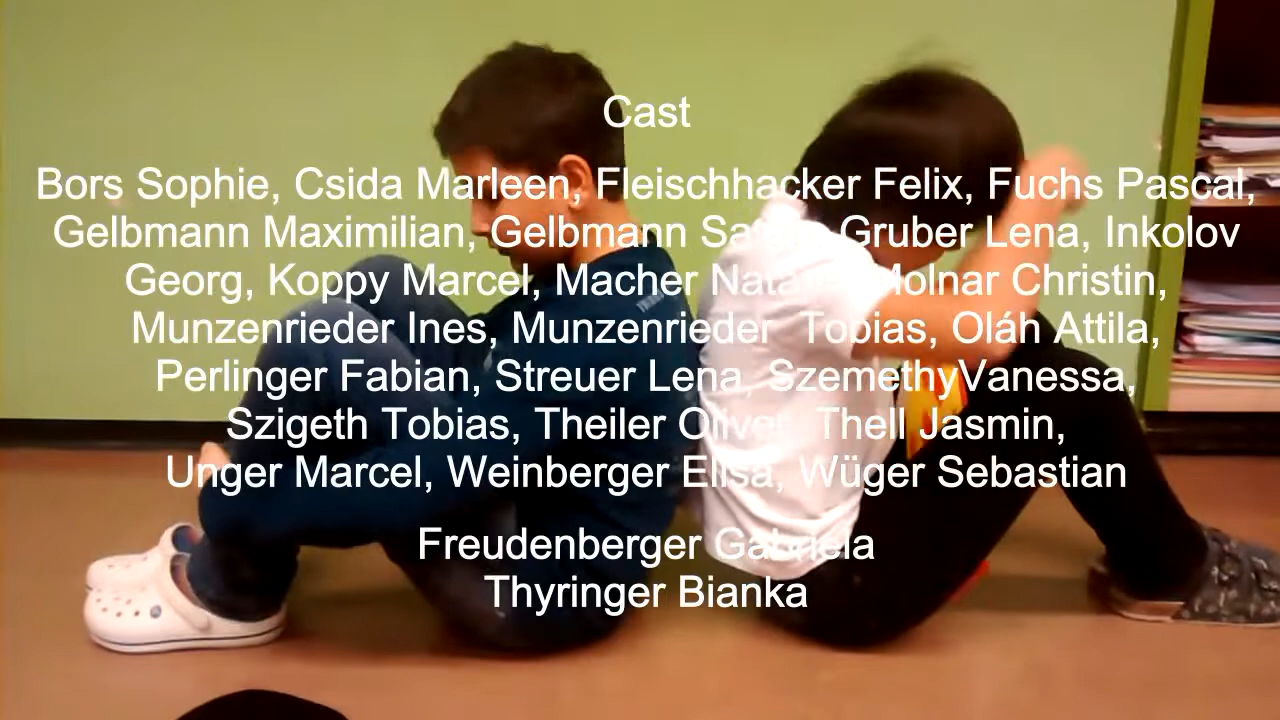 Cast
Bors Sophie, Csida Marleen, Fleischhacker Felix, Fuchs Pascal,
Gelbmann Maximilian, Gelbmann Gruber Lena, Inkolov
Georg, Koppy Marcel, Macher Molnar Christin,
Munzenrieder Ines, Munzenrieder Tobias, Oláh Attila,
Perlinger Fabian, Streuer Lena, SzemethyVanessa,
Szigeth Tobias, Theiler Oliver, Thell Jasmin,
Unger Marcel, Weinberger Elisa, Wüger Sebastian
Freudenberger Gabriela
Thyringer Bianka